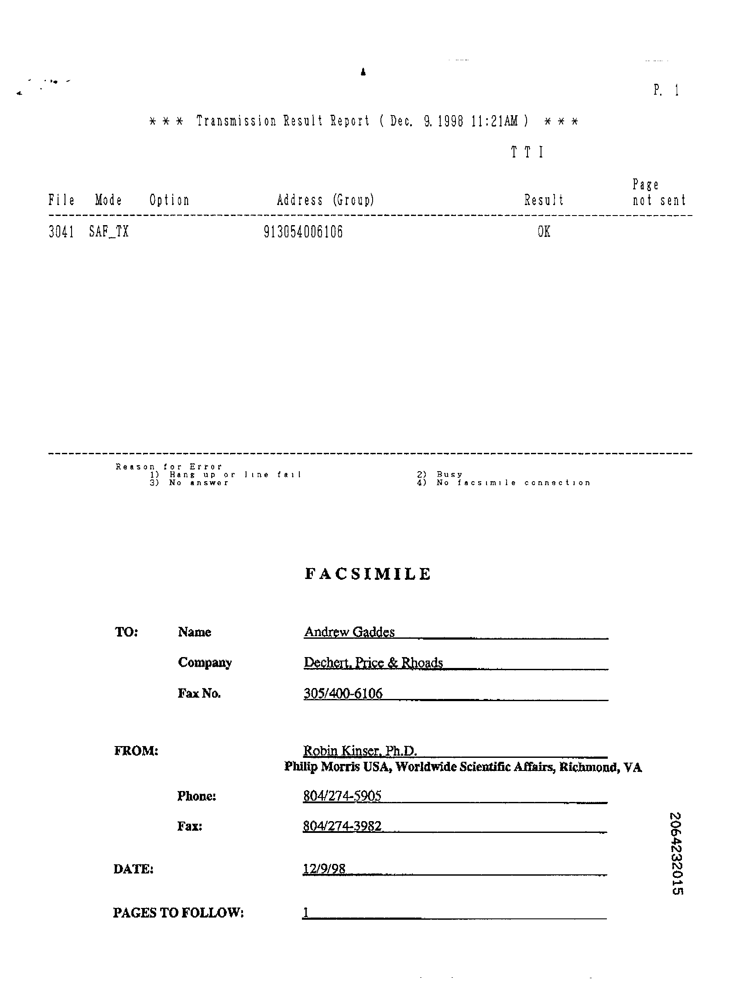 P. 1
* * * Transmission Result Report ( Dec. 9. 1998 11:21AM ) * * *
T T I
File Mode Option Address (Group) Result Page not sent
3041 SAF_TX 913054006106 OK
Reason for Error
1) Hang up or line fail 2) Busy
3) No answer 4) No facsimile connection
FACSIMILE
TO: Name Andrew Gaddes
Company Dechert, Price & Rhoads
Fax No. 305/400-6106
FROM: Robin Kinser, Ph.D.
Philip Morris USA, Worldwide Scientific Affairs, Richmond, VA
Phone: 804/274-5905
Fax: 804/274-3982
DATE: 12/9/98
PAGES TO FOLLOW: 1
2064232015